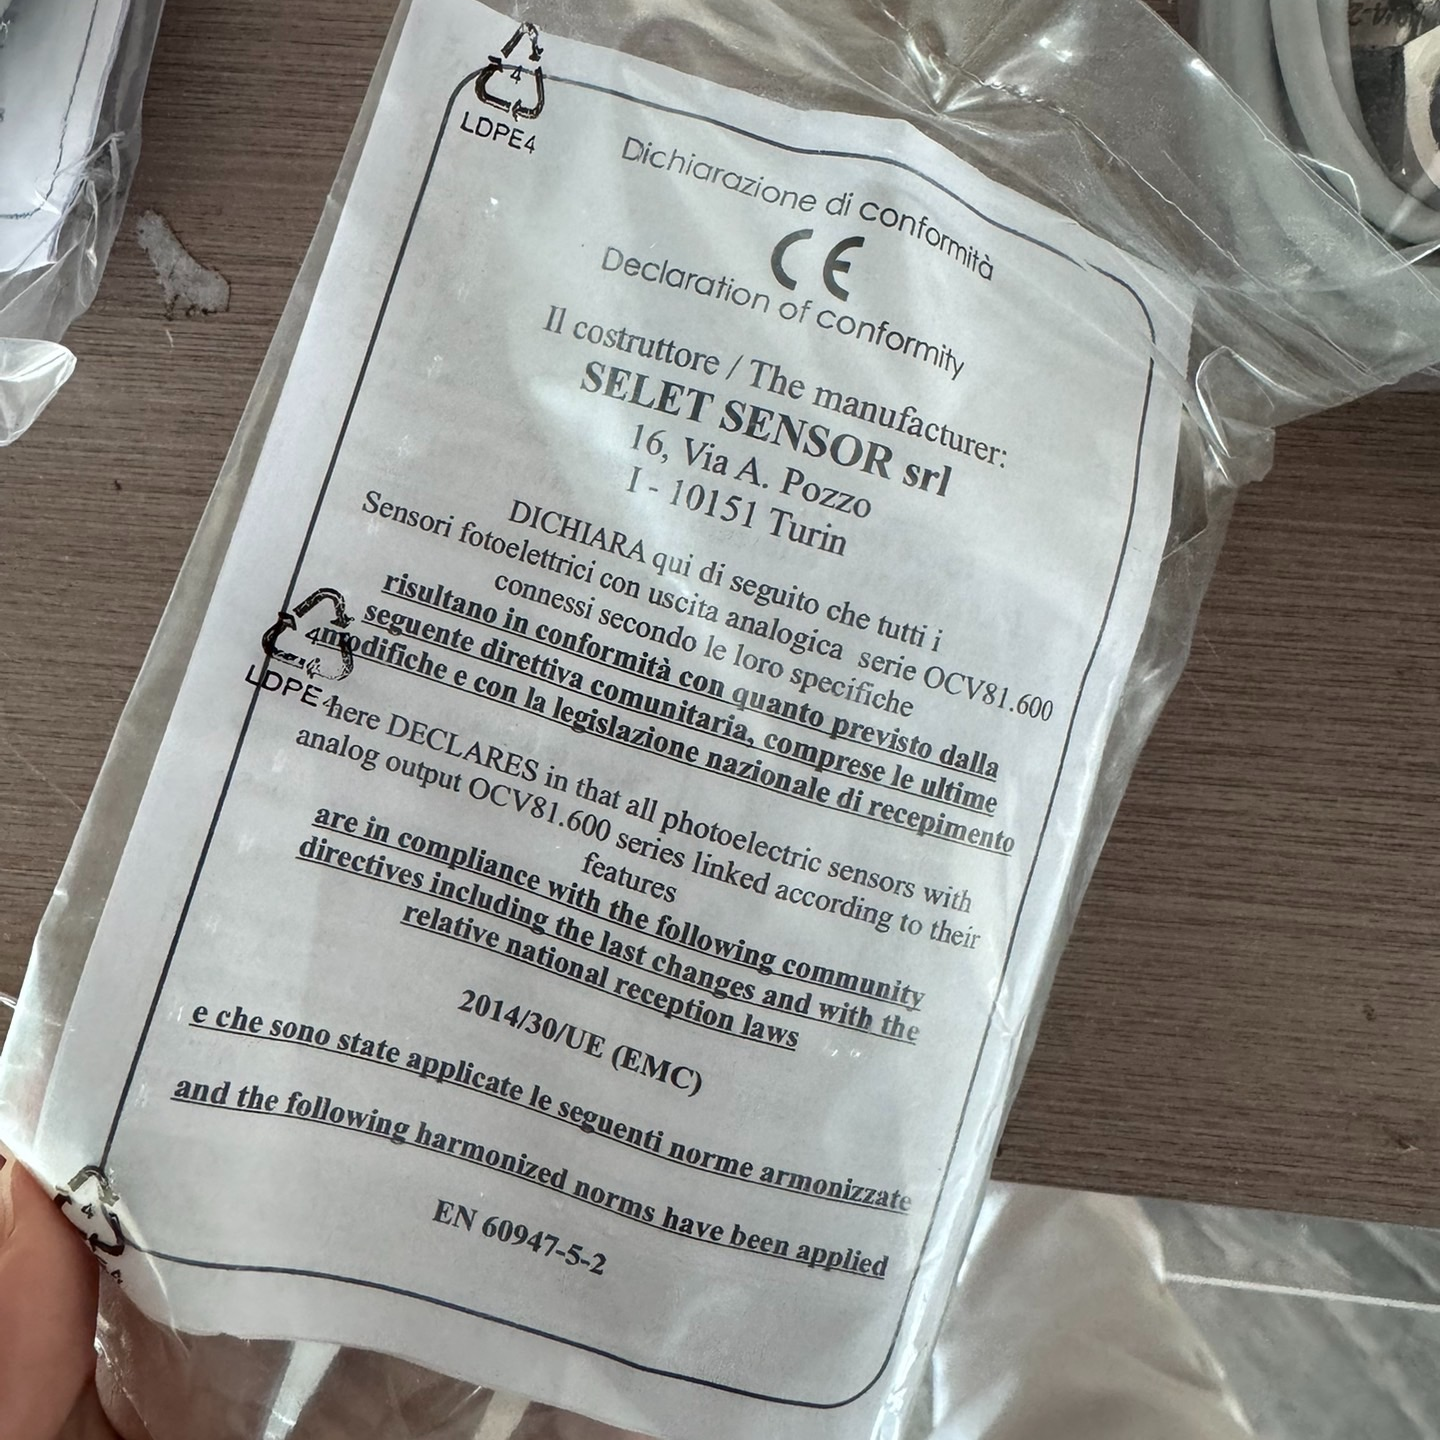 4
LDPE4
Dichiarazione di conformità
CE
Declaration of conformity
Il costruttore / The manufacturer:
SELET SENSOR srl
16, Via A. Pozzo
I - 10151 Turin
DICHIARA qui di seguito che tutti i
Sensori fotoelettrici con uscita analogica serie OCV81.600
connessi secondo le loro specifiche
risultano in conformità con quanto previsto dalla
seguente direttiva comunitaria, comprese le ultime
modifiche e con la legislazione nazionale di recepimento
4
LDPE4
here DECLARES in that all photoelectric sensors with
analog output OCV81.600 series linked according to their
features
are in compliance with the following community
directives including the last changes and with the
relative national reception laws
2014/30/UE (EMC)
e che sono state applicate le seguenti norme armonizzate
and the following harmonized norms have been applied
EN 60947-5-2
4